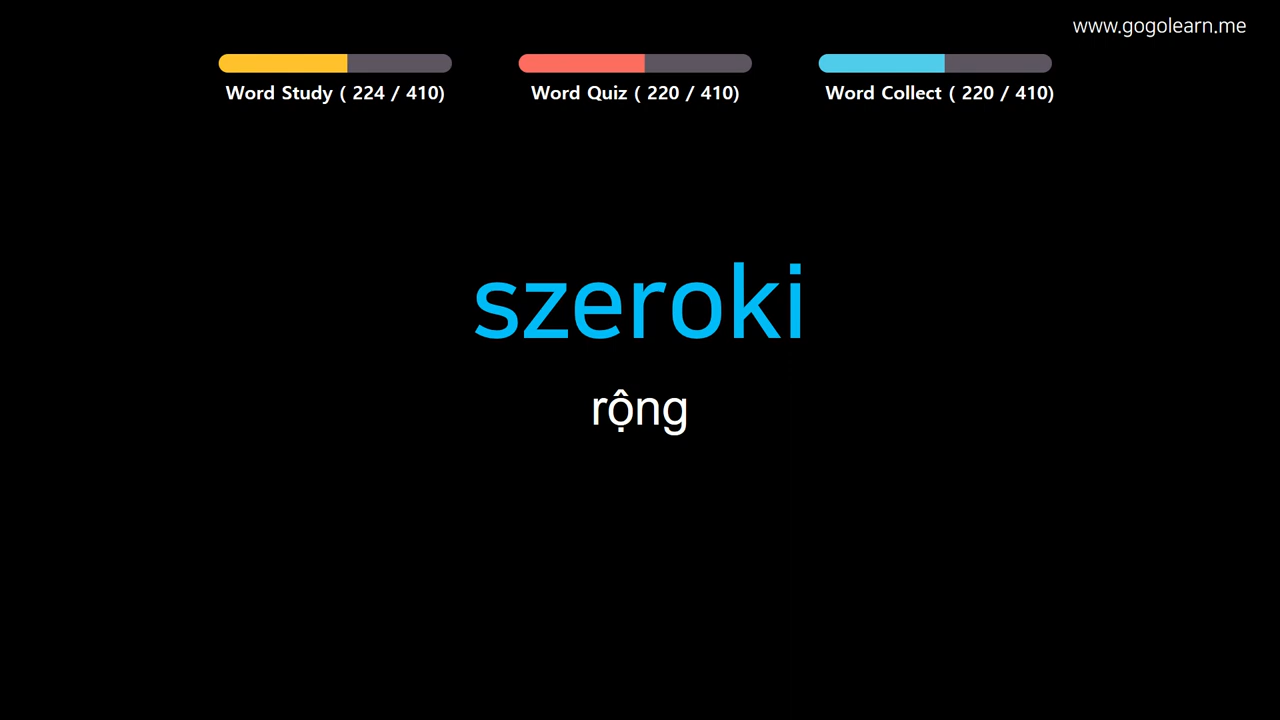 www.gogolearn.me
Word Study ( 224 / 410)
Word Quiz ( 220 / 410)
Word Collect ( 220 / 410)
szeroki
rộng